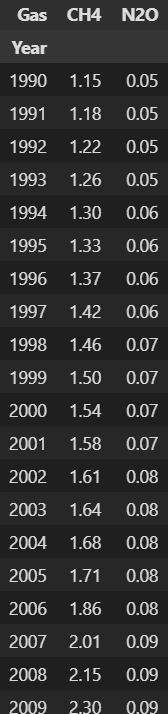 Gas CH4 N2O
Year
1990 1.15 0.05
1991 1.18 0.05
1992 1.22 0.05
1993 1.26 0.05
1994 1.30 0.06
1995 1.33 0.06
1996 1.37 0.06
1997 1.42 0.06
1998 1.46 0.07
1999 1.50 0.07
2000 1.54 0.07
2001 1.58 0.07
2002 1.61 0.08
2003 1.64 0.08
2004 1.68 0.08
2005 1.71 0.08
2006 1.86 0.08
2007 2.01 0.09
2008 2.15 0.09
2009 2.30 0.09